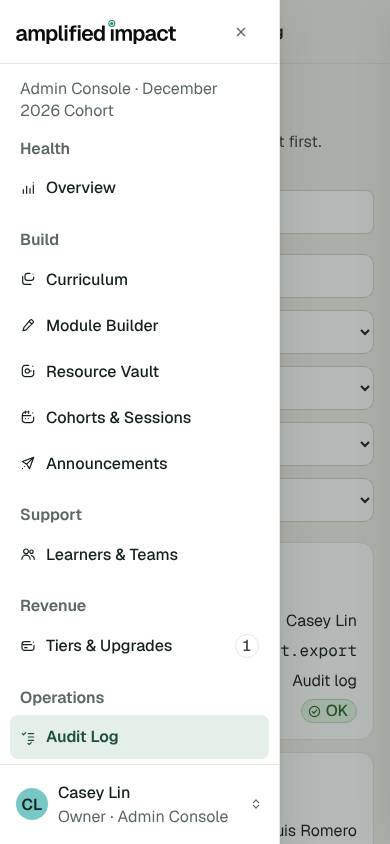 amplified impact
Admin Console · December
2026 Cohort
t first.
Health
Overview
Build
Curriculum
Module Builder
Resource Vault
Cohorts & Sessions
Announcements
Support
Learners & Teams
Revenue
Casey Lin
Tiers & Upgrades 1
t.export
Audit log
Operations
OK
Audit Log
CL Casey Lin
Owner · Admin Console
uis Romero